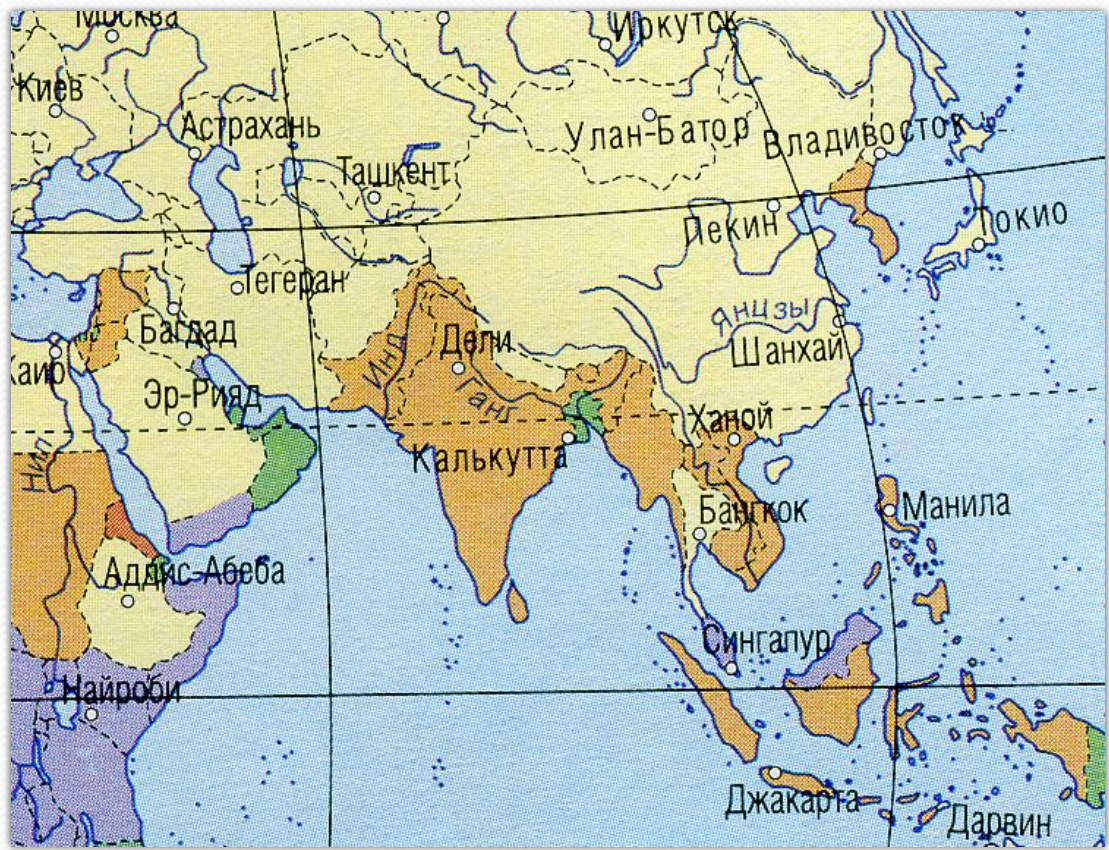 Москва
Иркутск
Киев
Астрахань
Улан-Батор
Владивосток
Ташкент
Пекин
Токио
Тегеран
Янцзы
Багдад
Дели
Инд
Шанхай
Каир
Эр-Рияд
Ганг
Ханой
Нил
Калькутта
Бангкок
Манила
Аддис-Абеба
Сингапур
Найроби
Джакарта
Дарвин